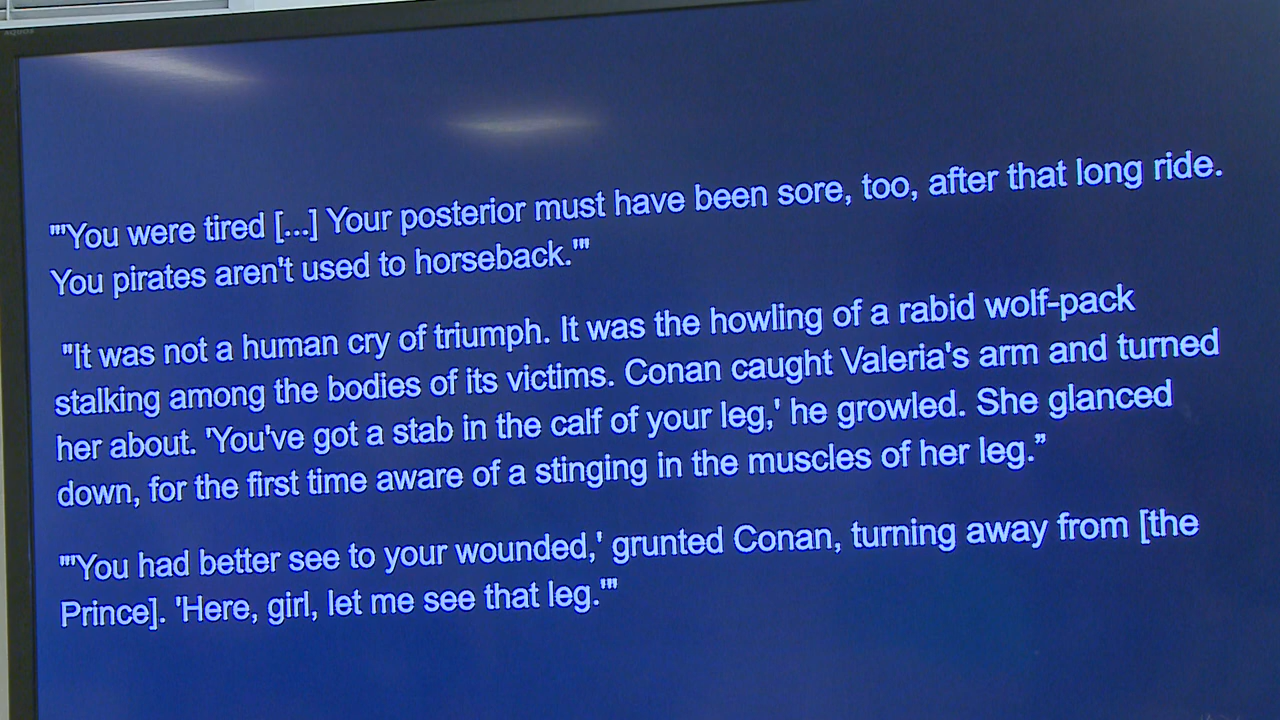 AQUOS
"'You were tired [...] Your posterior must have been sore, too, after that long ride.
You pirates aren't used to horseback.'"
"It was not a human cry of triumph. It was the howling of a rabid wolf-pack
stalking among the bodies of its victims. Conan caught Valeria's arm and turned
her about. 'You've got a stab in the calf of your leg,' he growled. She glanced
down, for the first time aware of a stinging in the muscles of her leg.”
"'You had better see to your wounded,' grunted Conan, turning away from [the
Prince]. 'Here, girl, let me see that leg.'"